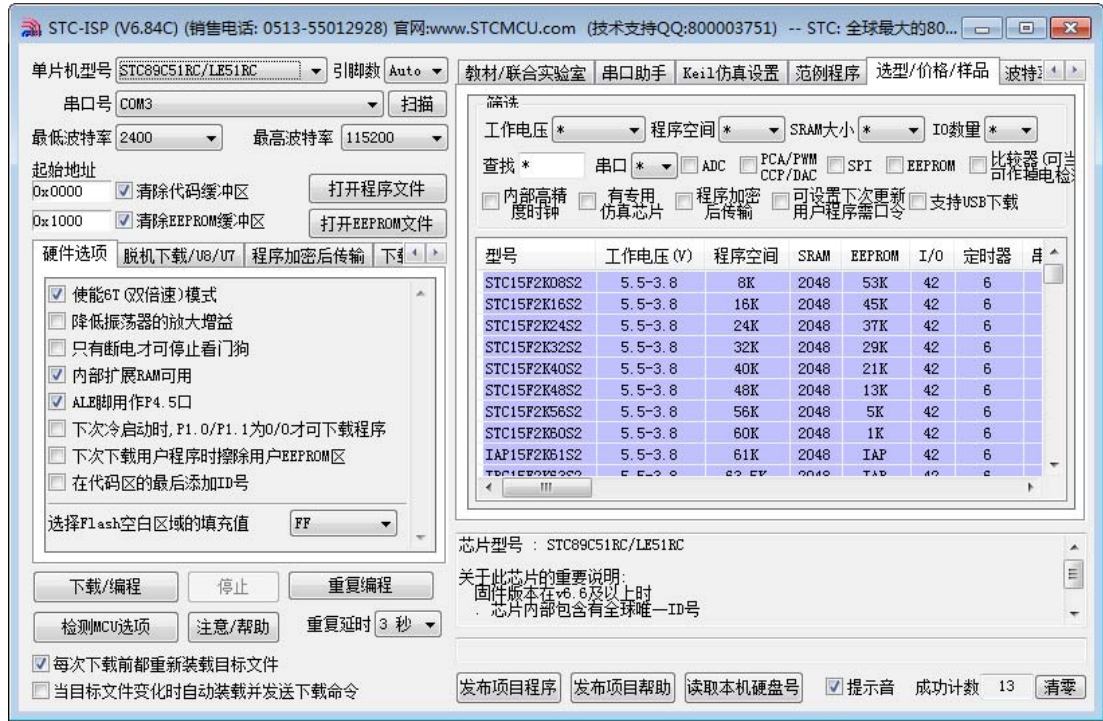 STC-ISP (V6.84C) (销售电话: 0513-55012928) 官网:www.STCMCU.com (技术支持QQ:800003751) -- STC: 全球最大的80...
单片机型号 STC89C51RC/LE51RC 引脚数 Auto
串口号 COM3 扫描
最低波特率 2400 最高波特率 115200
起始地址
0x0000 清除代码缓冲区 打开程序文件
0x1000 清除EEPROM缓冲区 打开EEPROM文件
硬件选项 脱机下载/U8/U7 程序加密后传输
使能6T(双倍速)模式
降低振荡器的放大增益
只有断电才可停止看门狗
内部扩展RAM可用
ALE脚用作P4.5口
下次冷启动时,P1.0/P1.1为0/0才可下载程序
下次下载用户程序时擦除用户EEPROM区
在代码区的最后添加ID号
选择Flash空白区域的填充值 FF
下载/编程 停止 重复编程
检测MCU选项 注意/帮助 重复延时 3 秒
每次下载前都重新装载目标文件
当目标文件变化时自动装载并发送下载命令
教材/联合实验室 串口助手 Keil仿真设置 范例程序 选型/价格/样品 波特
筛选
工作电压 * 程序空间 * SRAM大小 * IO数量 *
查找 * 串口 * ADC PCA/PWM CCP/DAC SPI EEPROM 比较器(可当 可作掉电检
内部高精度时钟 有专用仿真芯片 程序加密后传输 可设置下次更新用户程序需口令 支持USB下载
型号 工作电压(V) 程序空间 SRAM EEPROM I/O 定时器 串
STC15F2K08S2 5.5-3.8 8K 2048 53K 42 6
STC15F2K16S2 5.5-3.8 16K 2048 45K 42 6
STC15F2K24S2 5.5-3.8 24K 2048 37K 42 6
STC15F2K32S2 5.5-3.8 32K 2048 29K 42 6
STC15F2K40S2 5.5-3.8 40K 2048 21K 42 6
STC15F2K48S2 5.5-3.8 48K 2048 13K 42 6
STC15F2K56S2 5.5-3.8 56K 2048 5K 42 6
STC15F2K60S2 5.5-3.8 60K 2048 1K 42 6
IAP15F2K61S2 5.5-3.8 61K 2048 IAP 42 6
芯片型号 : STC89C51RC/LE51RC
关于此芯片的重要说明:
固件版本在v6.6及以上时
. 芯片内部包含有全球唯一ID号
发布项目程序 发布项目帮助 读取本机硬盘号 提示音 成功计数 13 清零